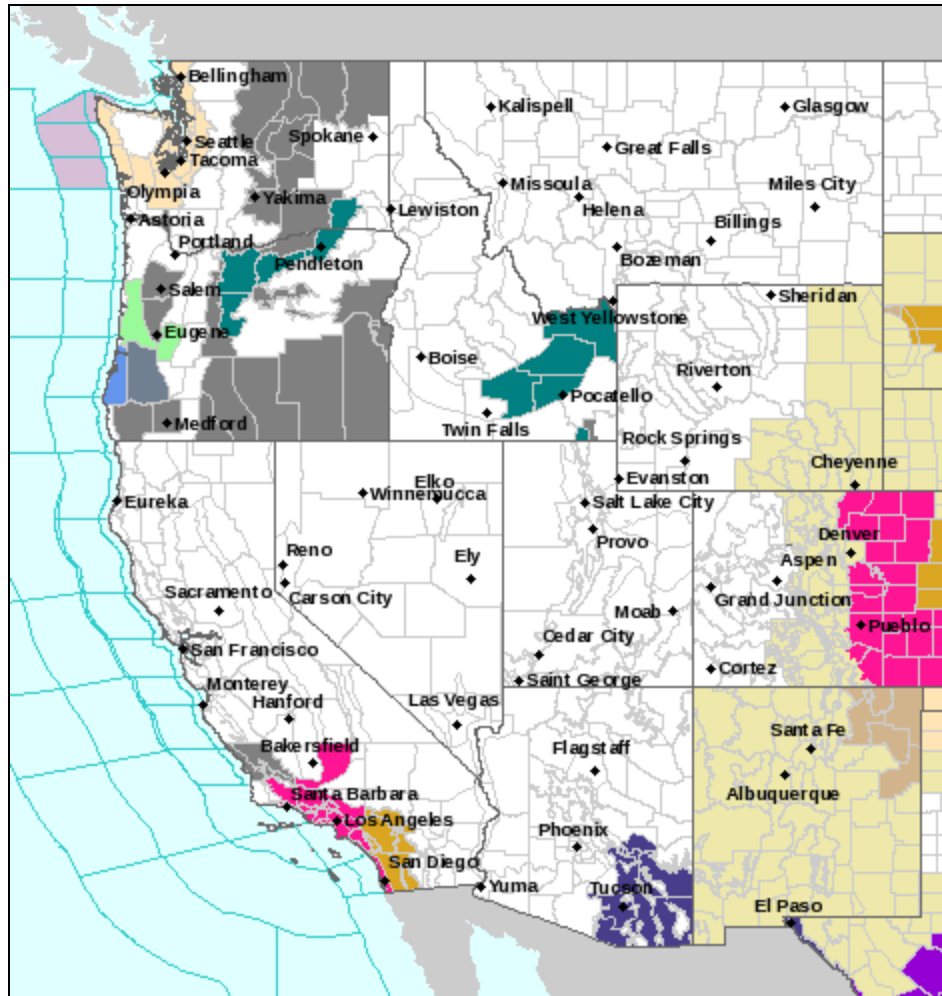 Bellingham
Kalispell
Glasgow
Spokane
Seattle
Great Falls
Tacoma
Missoula
Miles City
Olympia
Yakima
Helena
Lewiston
Astoria
Billings
Portland
Bozeman
Pendleton
Salem
Sheridan
West Yellowstone
Eugene
Boise
Riverton
Pocatello
Medford
Twin Falls
Rock Springs
Cheyenne
Evanston
Elko
Winnemucca
Eureka
Salt Lake City
Denver
Provo
Reno
Ely
Aspen
Sacramento
Carson City
Grand Junction
Moab
Pueblo
Cedar City
San Francisco
Cortez
Saint George
Monterey
Hanford
Las Vegas
Santa Fe
Bakersfield
Flagstaff
Santa Barbara
Albuquerque
Los Angeles
Phoenix
San Diego
Yuma
Tucson
El Paso